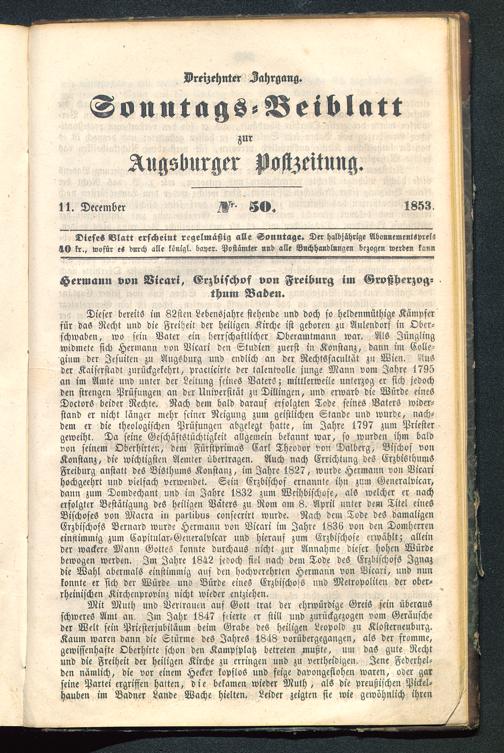 Dreizehnter Jahrgang.
Sonntags-Beiblatt
zur
Augsburger Postzeitung.
11. December № 50. 1853.
Dieses Blatt erscheint regelmäßig alle Sonntage. Der halbjährige Abonnementspreis
40 kr., wofür es durch alle königl. bayer. Postämter und alle Buchhandlungen bezogen werden kann
Hermann von Vicari, Erzbischof von Freiburg im Großherzog-
thum Baden.
Dieser bereits im 82sten Lebensjahre stehende und doch so heldenmüthige Kämpfer
für das Recht und die Freiheit der heiligen Kirche ist geboren zu Aulendorf in Ober-
schwaben, wo sein Vater ein herrschaftlicher Oberamtmann war. Als Jüngling
widmete sich Hermann von Vicari den Studien zuerst in Konstanz, dann im Colle-
gium der Jesuiten zu Augsburg und endlich an der Rechtsfacultät zu Wien. Aus
der Kaiserstadt zurückgekehrt, practicirte der talentvolle junge Mann vom Jahre 1795
an im Amte und unter der Leitung seines Vaters; mittlerweile unterzog er sich jedoch
den strengen Prüfungen an der Universität zu Dillingen, und erwarb die Würde eines
Doctors beider Rechte. Nach dem bald darauf erfolgten Tode seines Vaters wider-
stand er nicht länger mehr seiner Neigung zum geistlichen Stande und wurde, nach-
dem er die theologischen Prüfungen abgelegt hatte, im Jahre 1797 zum Priester
geweiht. Da seine Geschäftstüchtigkeit allgemein bekannt war, so wurden ihm bald
von seinem Oberhirten, dem Fürstprimas Carl Theodor von Dalberg, Bischof von
Konstanz, die wichtigsten Aemter übertragen. Auch nach Errichtung des Erzbisthums
Freiburg anstatt des Bisthums Konstanz, im Jahre 1827, wurde Hermann von Vicari
hochgeehrt und vielfach verwendet. Sein Erzbischof ernannte ihn zum Generalvicar,
dann zum Domdechant und im Jahre 1832 zum Weihbischofe, als welcher er nach
erfolgter Bestätigung des heiligen Vaters zu Rom am 8. April unter dem Titel eines
Bischofes von Macra in partibus consecrirt wurde. Nach dem Tode des damaligen
Erzbischofs Bernard wurde Hermann von Vicari im Jahre 1836 von den Domherren
einstimmig zum Capitular-Generalvicar und hierauf zum Erzbischofe erwählt; allein
der wackere Mann Gottes konnte durchaus nicht zur Annahme dieser hohen Würde
bewogen werden. Im Jahre 1842 jedoch fiel nach dem Tode des Erzbischofs Ignaz
die Wahl abermals einstimmig auf den hochverehrten Hermann von Vicari, und nun
konnte er sich der Würde und Bürde eines Erzbischofs und Metropoliten der ober-
rheinischen Kirchenprovinz nicht wieder entziehen.
Mit Muth und Vertrauen auf Gott trat der ehrwürdige Greis sein überaus
schweres Amt an. Im Jahr 1847 feierte er still und zurückgezogen vom Geräusche
der Welt sein Priesterjubiläum beim Grabe des heiligen Leopold zu Klosterneuburg.
Kaum waren dann die Stürme des Jahres 1848 vorübergegangen, als der fromme,
gewissenhafte Oberhirte schon den Kampfplatz betreten mußte, um das gute Recht
und die Freiheit der heiligen Kirche zu erringen und zu vertheidigen. Jene Federhel-
den nämlich, die vor einem Hecker kopflos und feige davongeflohen waren, oder gar
seine Partei ergriffen hatten, die bekamen wieder Muth, als die preußischen Pickel-
hauben im Badner Lande Wache hielten. Leider zeigten sie wie gewöhnlich ihren